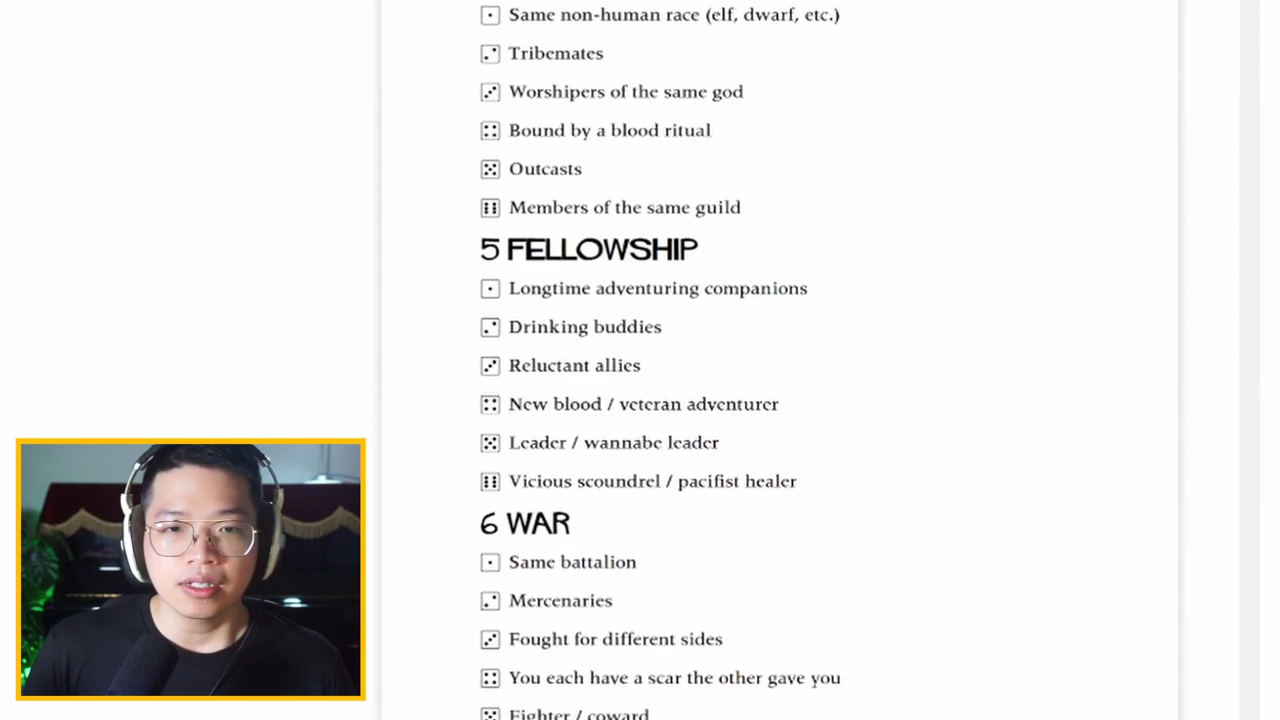 Same non-human race (elf, dwarf, etc.)
Tribemates
Worshipers of the same god
Bound by a blood ritual
Outcasts
Members of the same guild
5 FELLOWSHIP
Longtime adventuring companions
Drinking buddies
Reluctant allies
New blood / veteran adventurer
Leader / wannabe leader
Vicious scoundrel / pacifist healer
6 WAR
Same battalion
Mercenaries
Fought for different sides
You each have a scar the other gave you
Fighter / coward